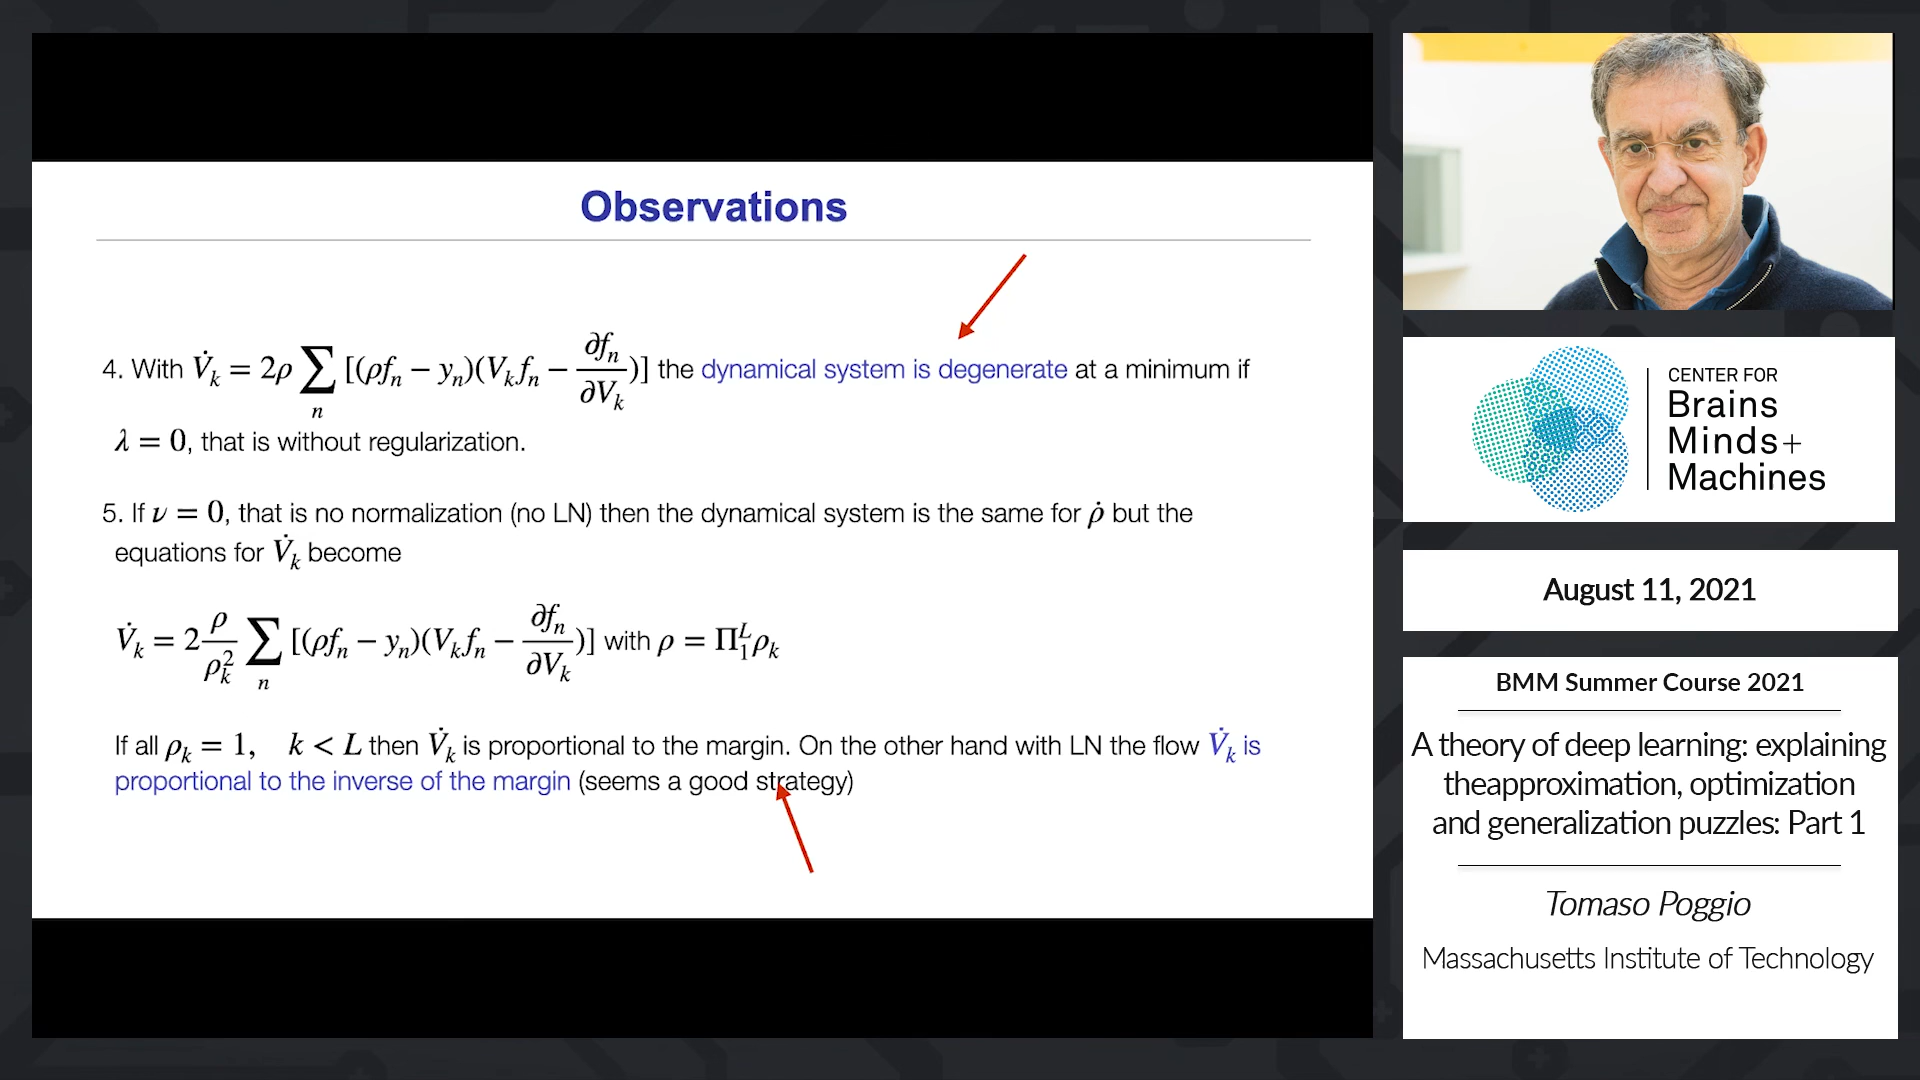 Observations
4. With V̇ₖ = 2ρ ∑ₙ [(ρfₙ − yₙ)(Vₖfₙ − ∂fₙ/∂Vₖ)] the dynamical system is degenerate at a minimum if
λ = 0, that is without regularization.
5. If ν = 0, that is no normalization (no LN) then the dynamical system is the same for ρ̇ but the
equations for V̇ₖ become
V̇ₖ = 2 ρ/ρₖ² ∑ₙ [(ρfₙ − yₙ)(Vₖfₙ − ∂fₙ/∂Vₖ)] with ρ = Π₁ᴸρₖ
If all ρₖ = 1, k < L then V̇ₖ is proportional to the margin. On the other hand with LN the flow V̇ₖ is
proportional to the inverse of the margin (seems a good strategy)
CENTER FOR
Brains
Minds+
Machines
August 11, 2021
BMM Summer Course 2021
A theory of deep learning: explaining
theapproximation, optimization
and generalization puzzles: Part 1
Tomaso Poggio
Massachusetts Institute of Technology